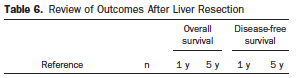 Table 6. Review of Outcomes After Liver Resection
Overall survival Disease-free survival
Reference n 1 y 5 y 1 y 5 y